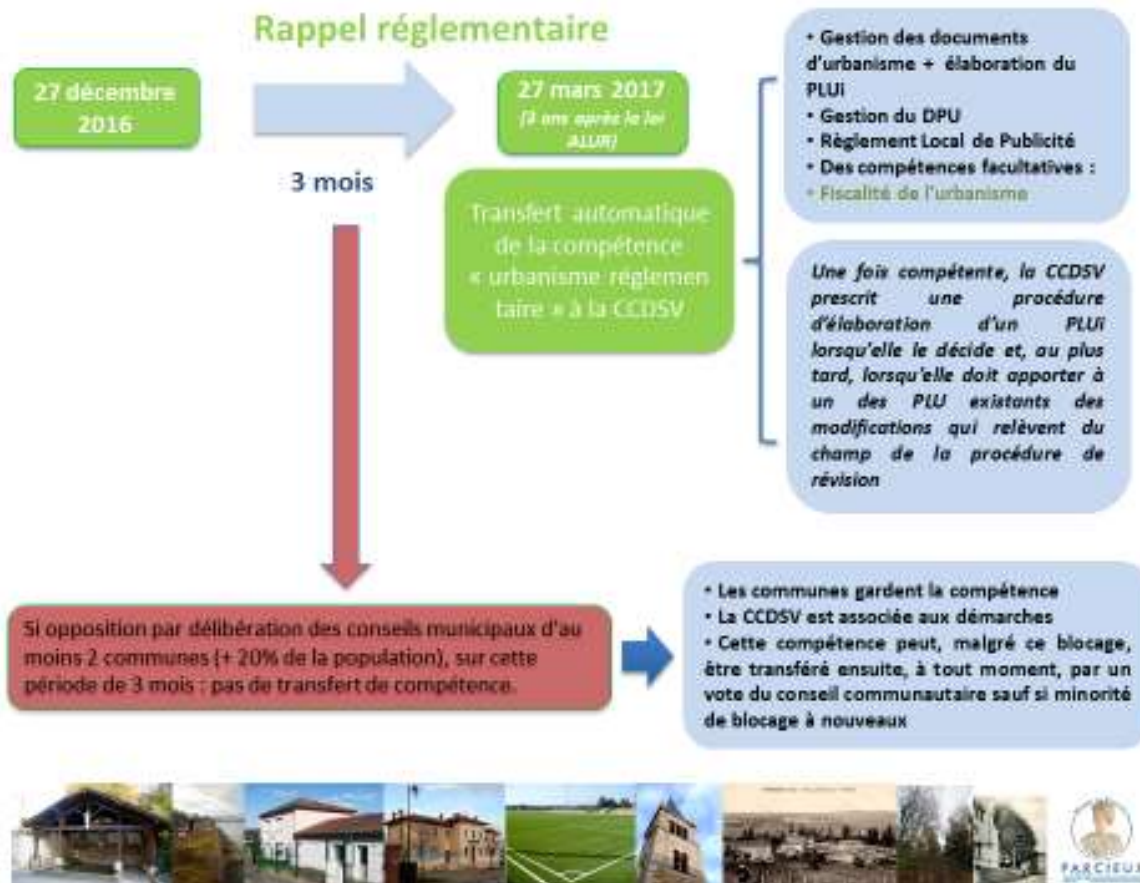 Rappel réglementaire
27 décembre
2016
3 mois
27 mars 2017
(3 ans après la loi
ALUR)
Transfert automatique
de la compétence
« urbanisme réglemen
taire » à la CCDSV
• Gestion des documents
d'urbanisme + élaboration du
PLUi
• Gestion du DPU
• Règlement Local de Publicité
• Des compétences facultatives :
• Fiscalité de l'urbanisme
Une fois compétente, la CCDSV
prescrit une procédure
d'élaboration d'un PLUi
lorsqu'elle le décide et, au plus
tard, lorsqu'elle doit apporter à
un des PLU existants des
modifications qui relèvent du
champ de la procédure de
révision
Si opposition par délibération des conseils municipaux d'au
moins 2 communes (+ 20% de la population), sur cette
période de 3 mois : pas de transfert de compétence.
• Les communes gardent la compétence
• La CCDSV est associée aux démarches
• Cette compétence peut, malgré ce blocage,
être transféré ensuite, à tout moment, par un
vote du conseil communautaire sauf si minorité
de blocage à nouveaux
PARCIEUX